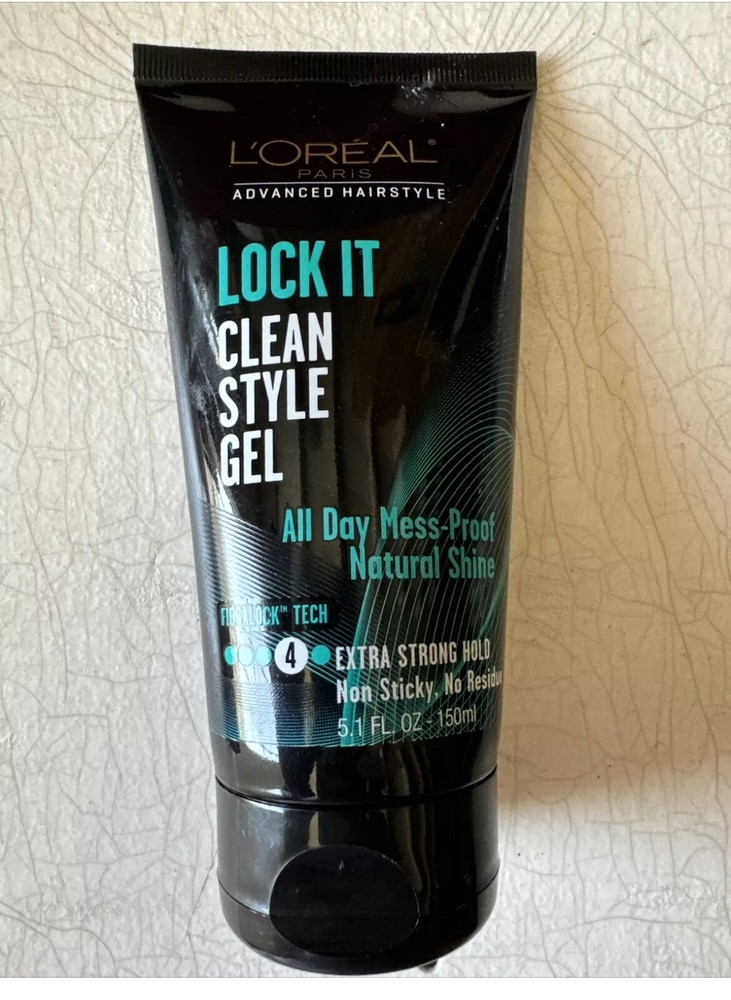 L'ORÉAL®
PARIS
ADVANCED HAIRSTYLE
LOCK IT
CLEAN
STYLE
GEL
All Day Mess-Proof
Natural Shine
FIBRALOCK™ TECH
4 EXTRA STRONG HOLD
Non Sticky, No Residue
5.1 FL. OZ - 150ml